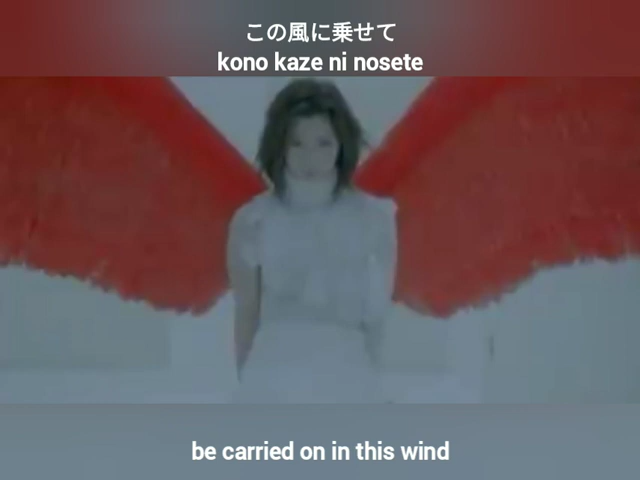 この風に乗せて
kono kaze ni nosete
be carried on in this wind